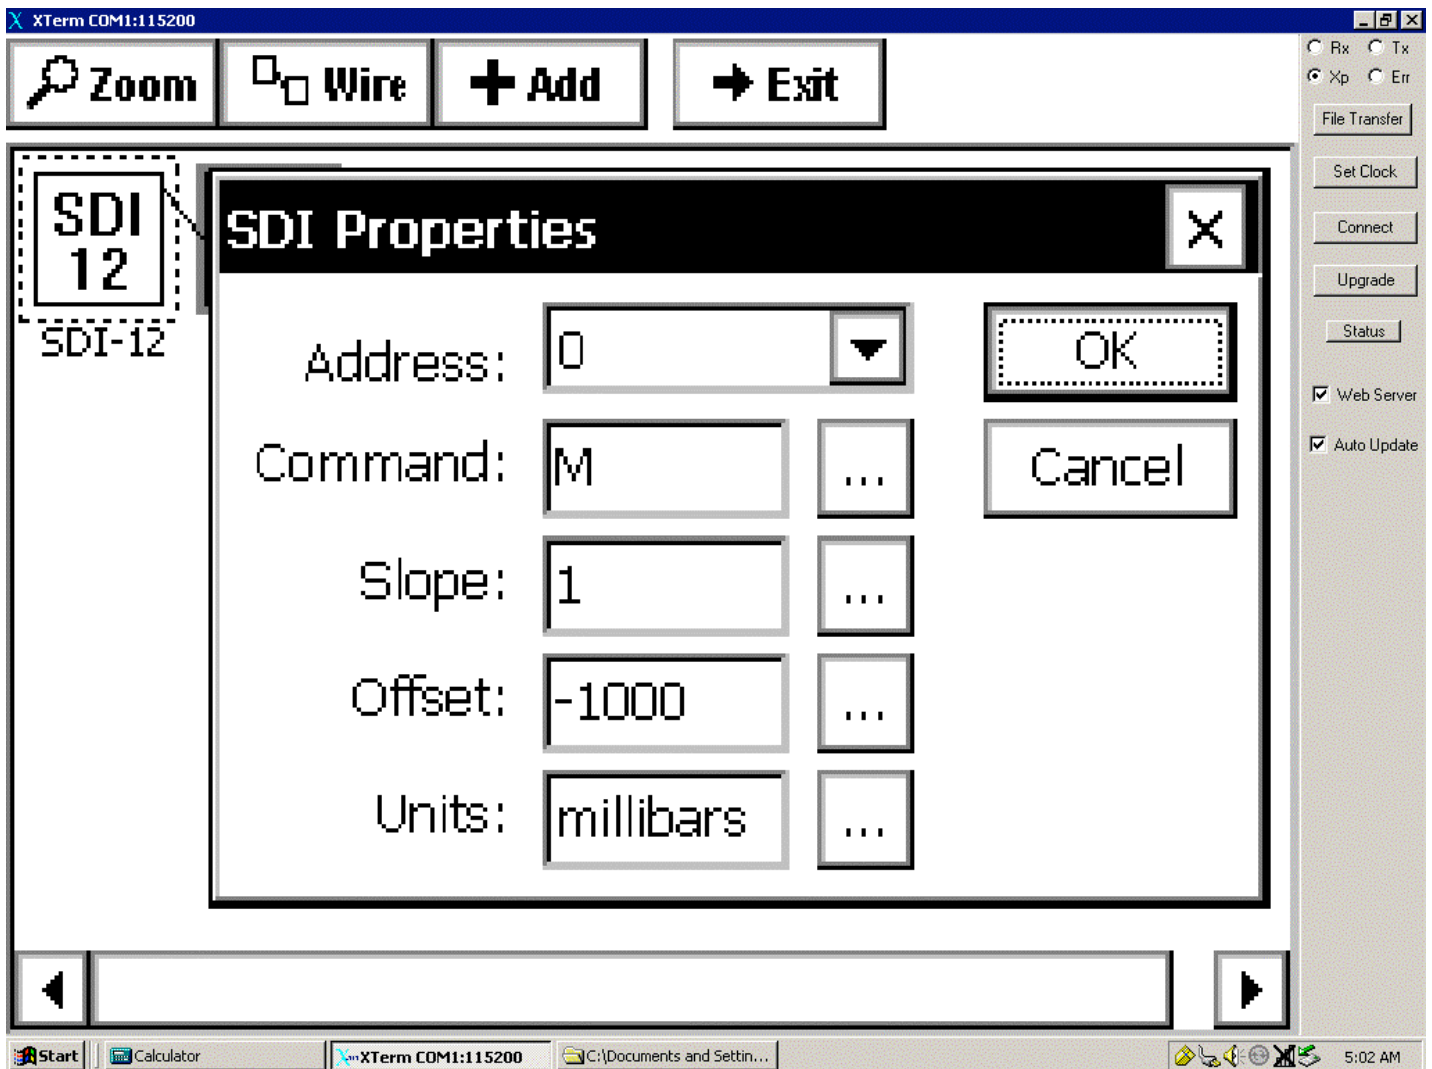 XTerm COM1:115200
Zoom Wire Add Exit
Rx Tx
Xp Err
File Transfer
Set Clock
Connect
Upgrade
Status
Web Server
Auto Update
SDI
12
SDI-12
SDI Properties
Address: 0 OK
Command: M ... Cancel
Slope: 1 ...
Offset: -1000 ...
Units: millibars ...
Start Calculator XTerm COM1:115200 C:\Documents and Settin... 5:02 AM